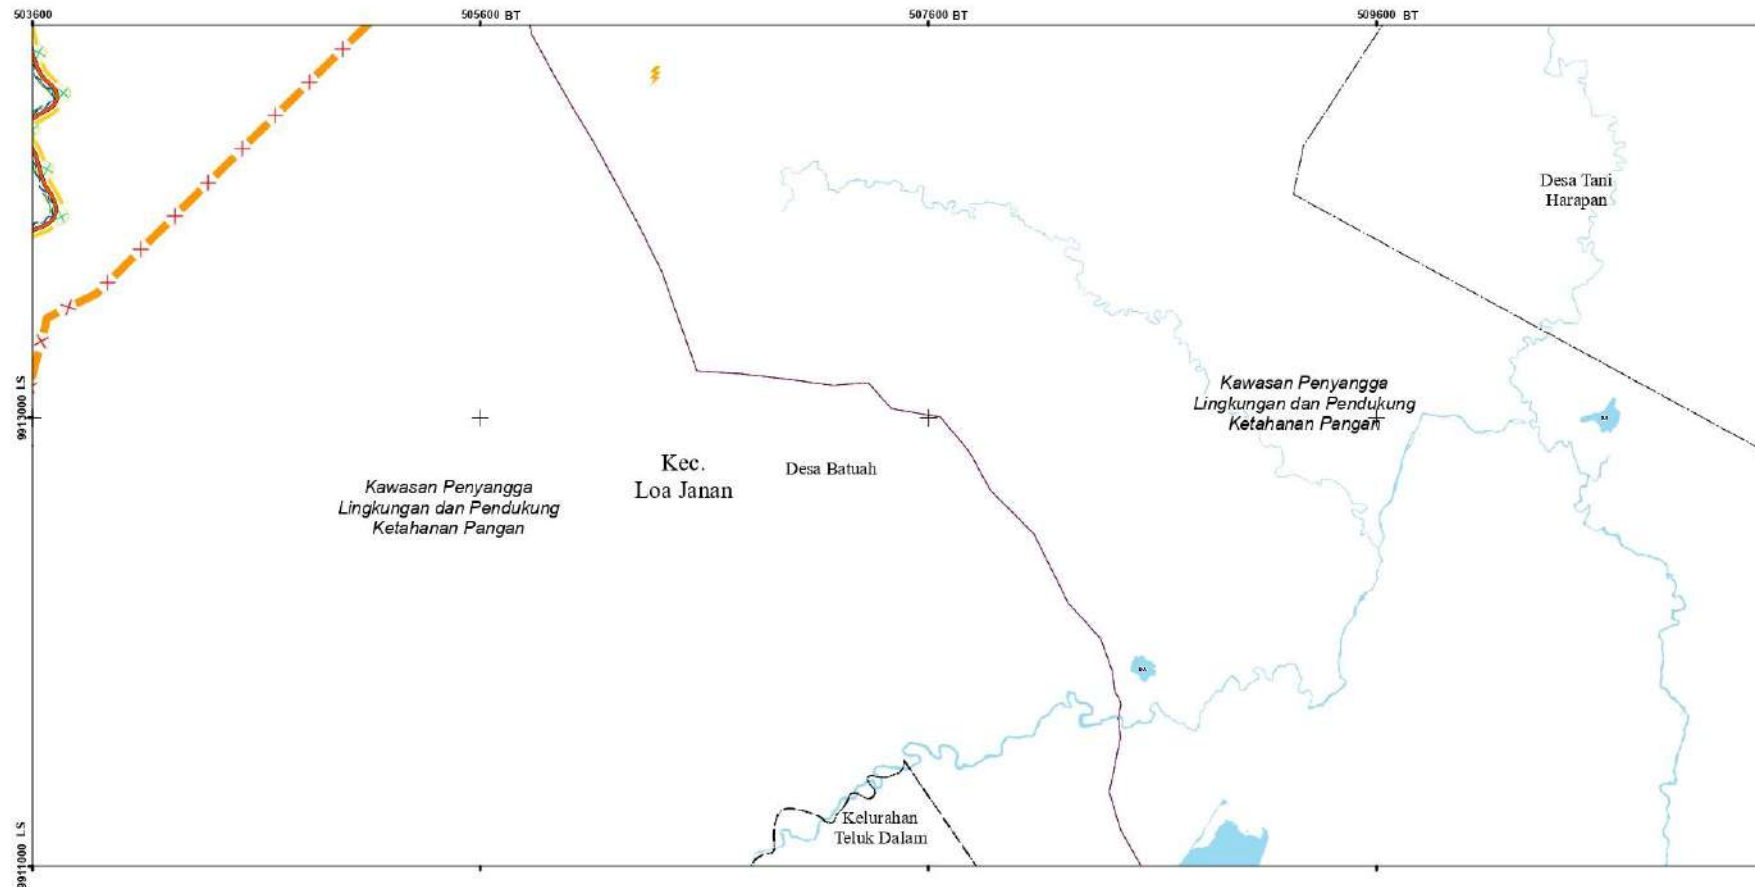 503600
505600 BT
507600 BT
509600 BT
Desa Tani
Harapan
9913000 LS
Kawasan Penyangga
Lingkungan dan Pendukung
Ketahanan Pangan
Kec.
Loa Janan
Desa Batuah
Kawasan Penyangga
Lingkungan dan Pendukung
Ketahanan Pangan
Kelurahan
Teluk Dalam
9911000 LS